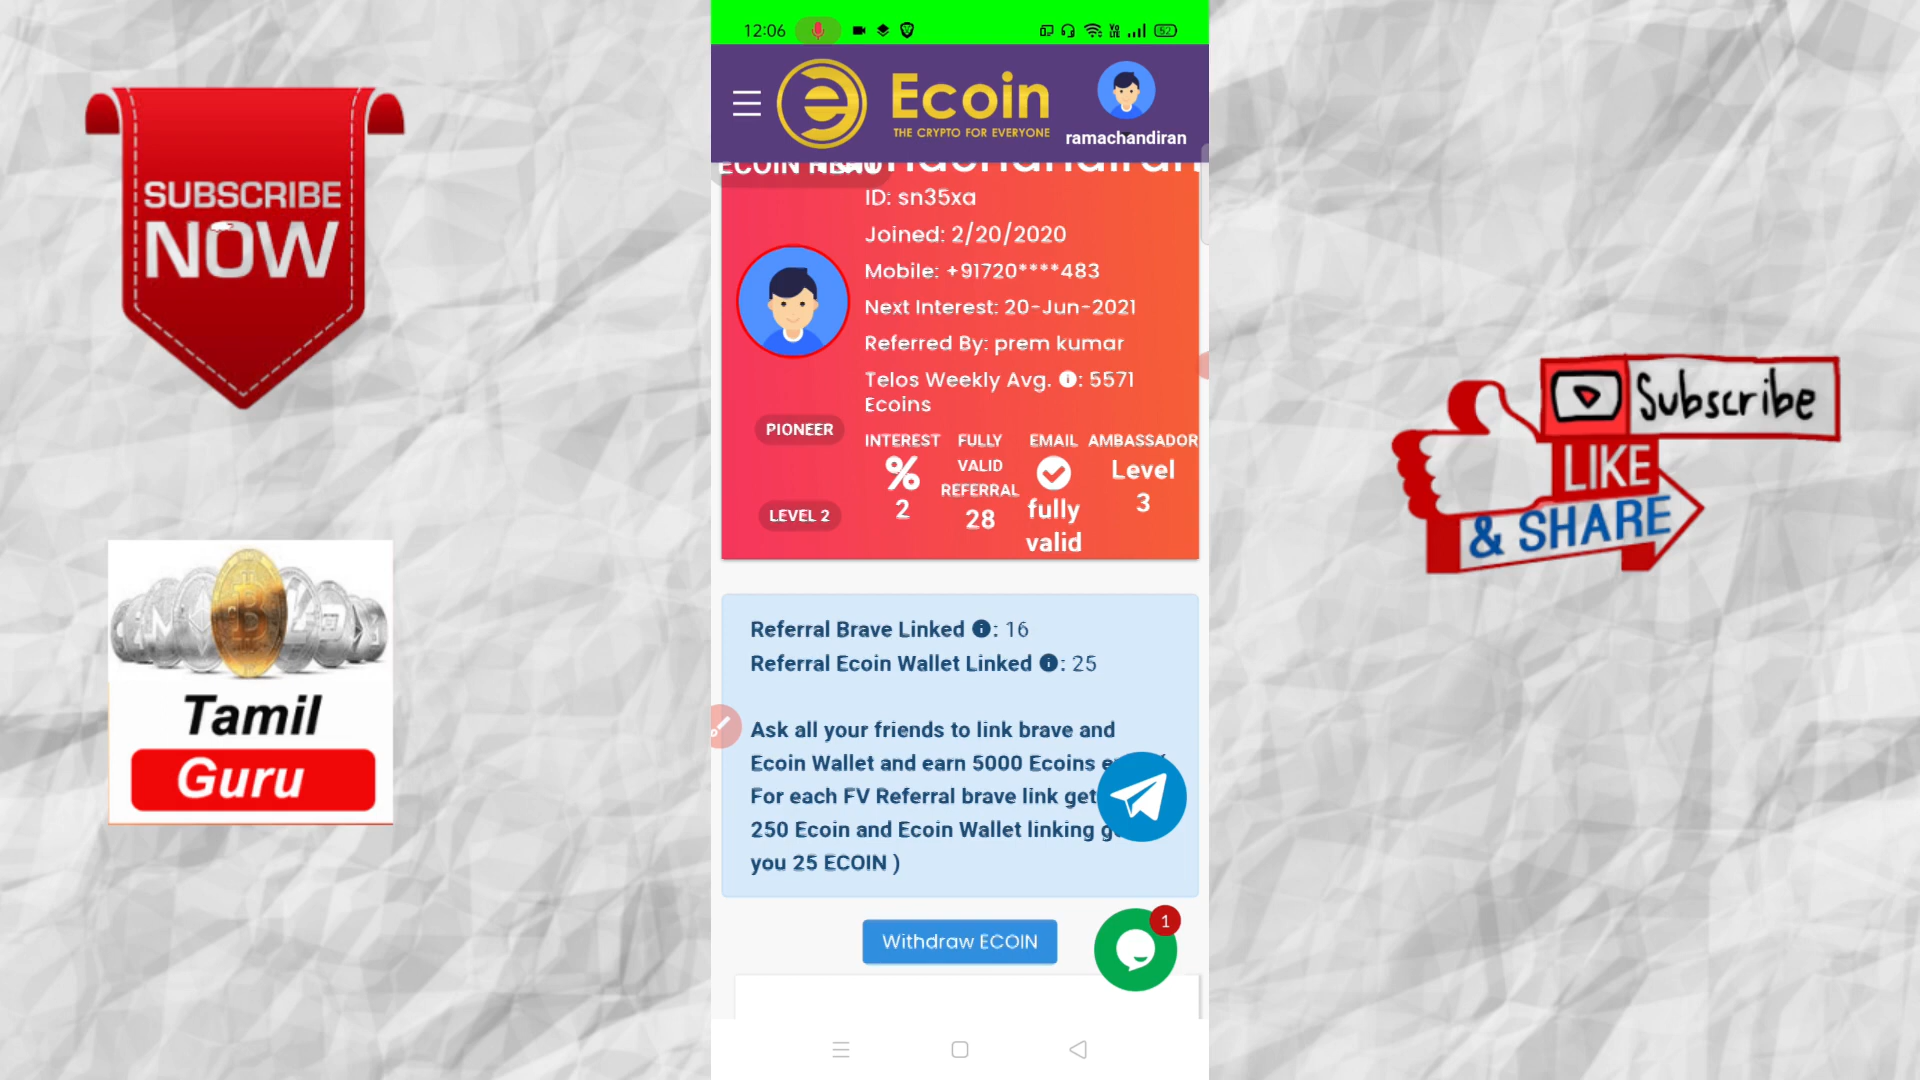 SUBSCRIBE
NOW
Tamil
Guru
12:06
52
Ecoin
THE CRYPTO FOR EVERYONE
ramachandiran
ID: sn35xa
Joined: 2/20/2020
Mobile: +91720****483
Next Interest: 20-Jun-2021
Referred By: prem kumar
Telos Weekly Avg. : 5571
Ecoins
PIONEER
LEVEL 2
INTEREST
%
2
FULLY
VALID
REFERRAL
28
EMAIL
fully
valid
AMBASSADOR
Level
3
Referral Brave Linked : 16
Referral Ecoin Wallet Linked : 25
Ask all your friends to link brave and
Ecoin Wallet and earn 5000 Ecoins
For each FV Referral brave link get
250 Ecoin and Ecoin Wallet linking
you 25 ECOIN )
Withdraw ECOIN
1
Subscribe
LIKE
& SHARE